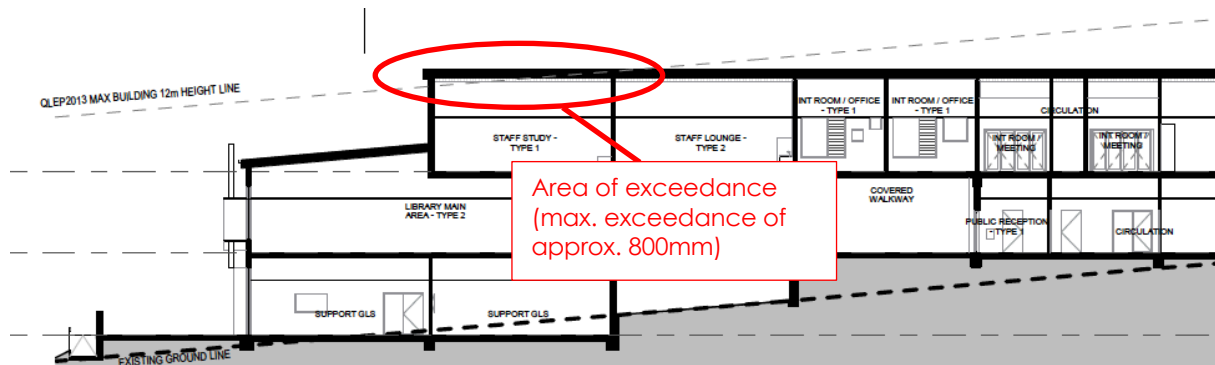 QLEP2013 MAX BUILDING 12m HEIGHT LINE
INT ROOM / OFFICE
- TYPE 1
INT ROOM / OFFICE
- TYPE 1
CIRCULATION
STAFF STUDY -
TYPE 1
STAFF LOUNGE -
TYPE 2
INT ROOM /
MEETING
INT ROOM /
MEETING
Area of exceedance
(max. exceedance of
approx. 800mm)
LIBRARY MAIN
AREA - TYPE 2
COVERED
WALKWAY
PUBLIC RECEPTION
- TYPE 1
CIRCULATION
SUPPORT GLS
SUPPORT GLS
EXISTING GROUND LINE